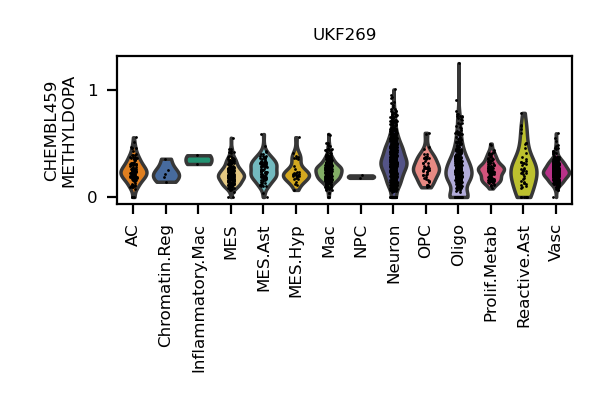 UKF269
CHEMBL459
METHYLDOPA
1
0
AC
Chromatin.Reg
Inflammatory.Mac
MES
MES.Ast
MES.Hyp
Mac
NPC
Neuron
OPC
Oligo
Prolif.Metab
Reactive.Ast
Vasc